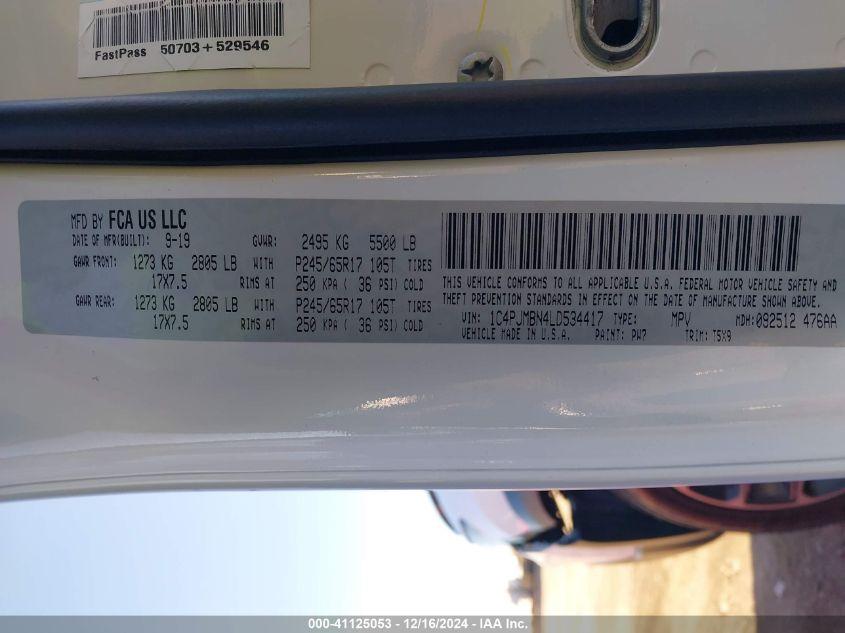 FastPass 50703+529546
MFD BY FCA US LLC
DATE OF MFR(BUILT): 9-19 GVWR: 2495 KG 5500 LB
GAWR FRONT: 1273 KG 2805 LB WITH P245/65R17 105T TIRES
17X7.5 RIMS AT 250 KPA ( 36 PSI) COLD
GAWR REAR: 1273 KG 2805 LB WITH P245/65R17 105T TIRES
17X7.5 RIMS AT 250 KPA ( 36 PSI) COLD
THIS VEHICLE CONFORMS TO ALL APPLICABLE U.S.A. FEDERAL MOTOR VEHICLE SAFETY AND
THEFT PREVENTION STANDARDS IN EFFECT ON THE DATE OF MANUFACTURE SHOWN ABOVE.
VIN: 1C4PJMBN4LD534417 TYPE: MPV MDH:092512 476AA
VEHICLE MADE IN U.S.A. PAINT: PW7 TRIM: T5X9
000-41125053 - 12/16/2024 - IAA Inc.